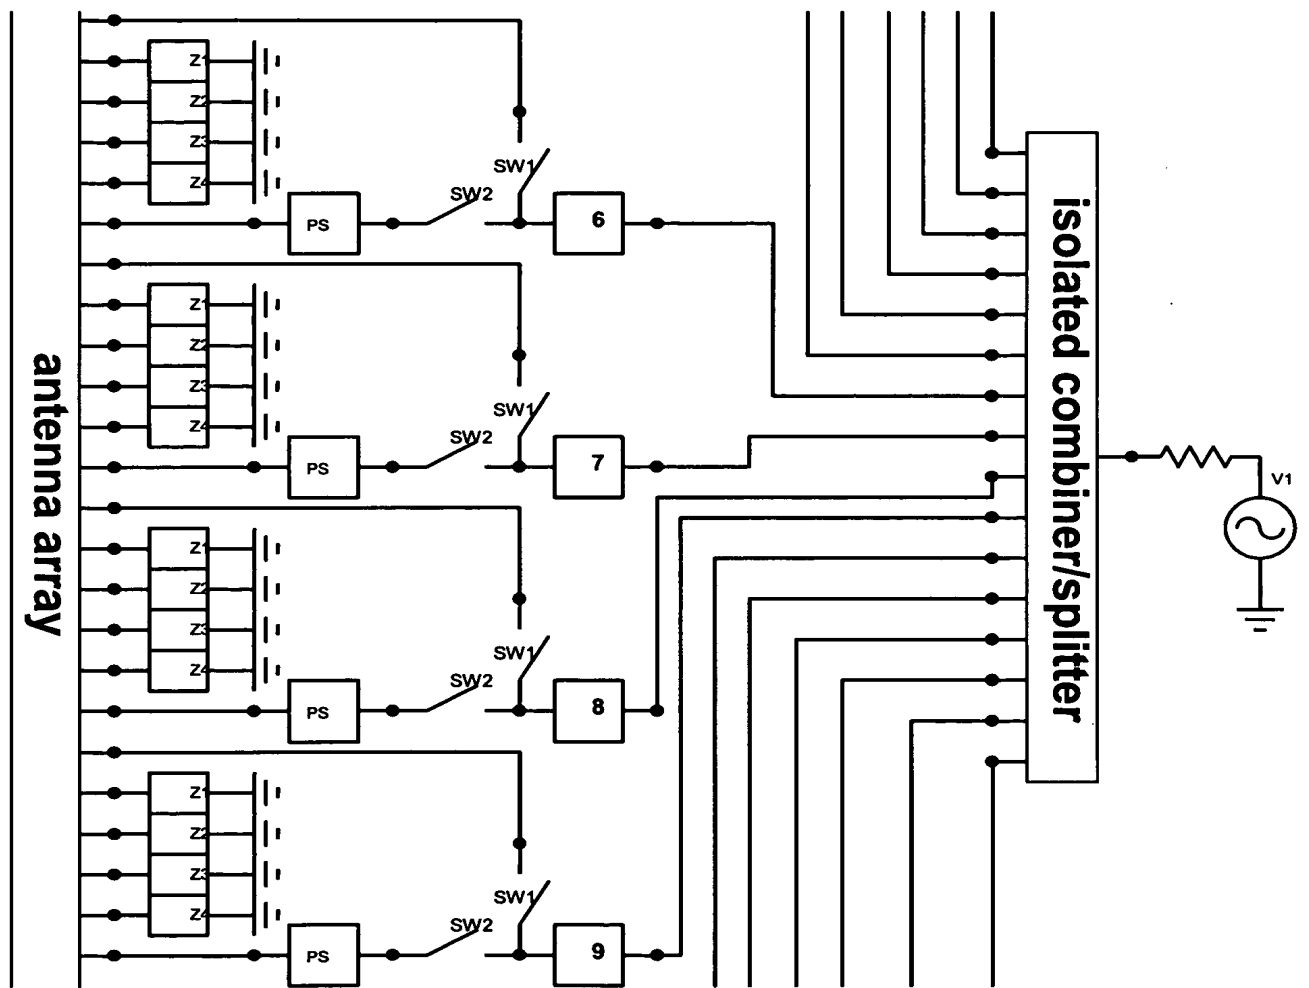 Z1
Z2
Z3
Z4
SW1
SW2
PS
6
Z1
Z2
Z3
Z4
SW1
SW2
PS
7
Z1
Z2
Z3
Z4
SW1
SW2
PS
8
Z1
Z2
Z3
Z4
SW1
SW2
PS
9
antenna array
isolated combiner/splitter
V1